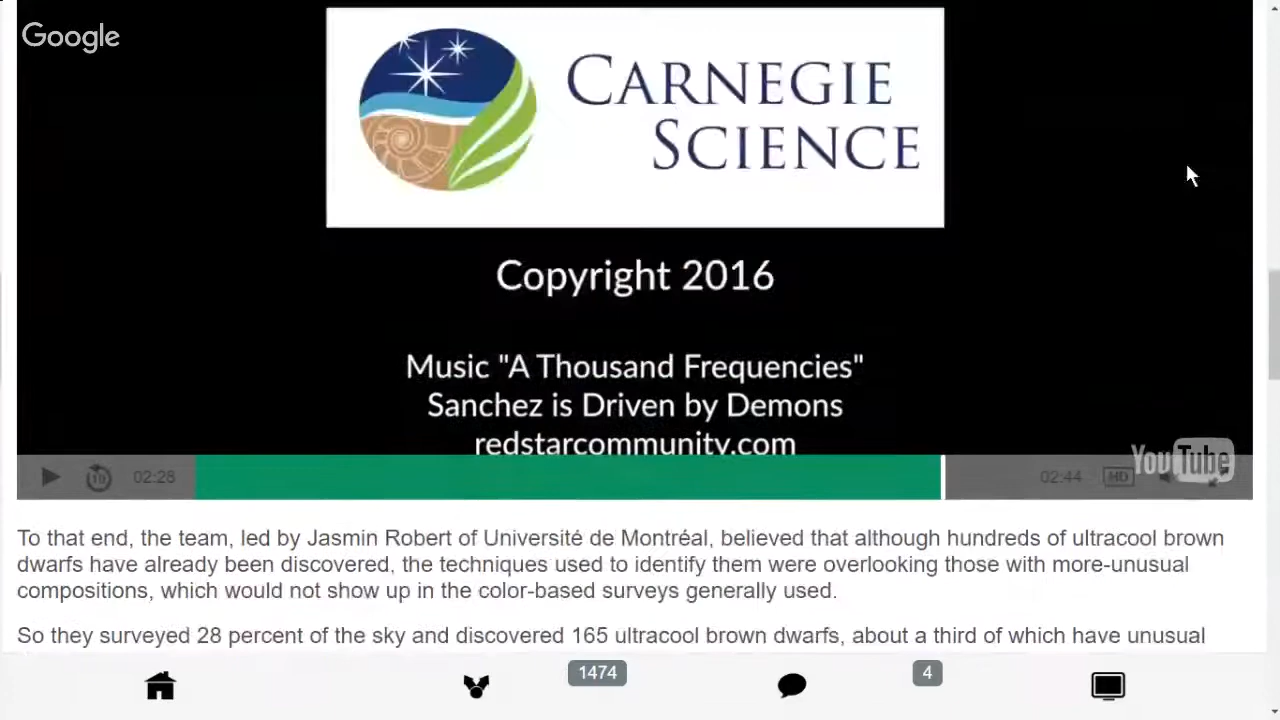 Google
CARNEGIE
SCIENCE
Copyright 2016
Music "A Thousand Frequencies"
Sanchez is Driven by Demons
redstarcommunity.com
10
02:28
02:44
HD
YouTube
To that end, the team, led by Jasmin Robert of Université de Montréal, believed that although hundreds of ultracool brown
dwarfs have already been discovered, the techniques used to identify them were overlooking those with more-unusual
compositions, which would not show up in the color-based surveys generally used.
So they surveyed 28 percent of the sky and discovered 165 ultracool brown dwarfs, about a third of which have unusual
1474
4